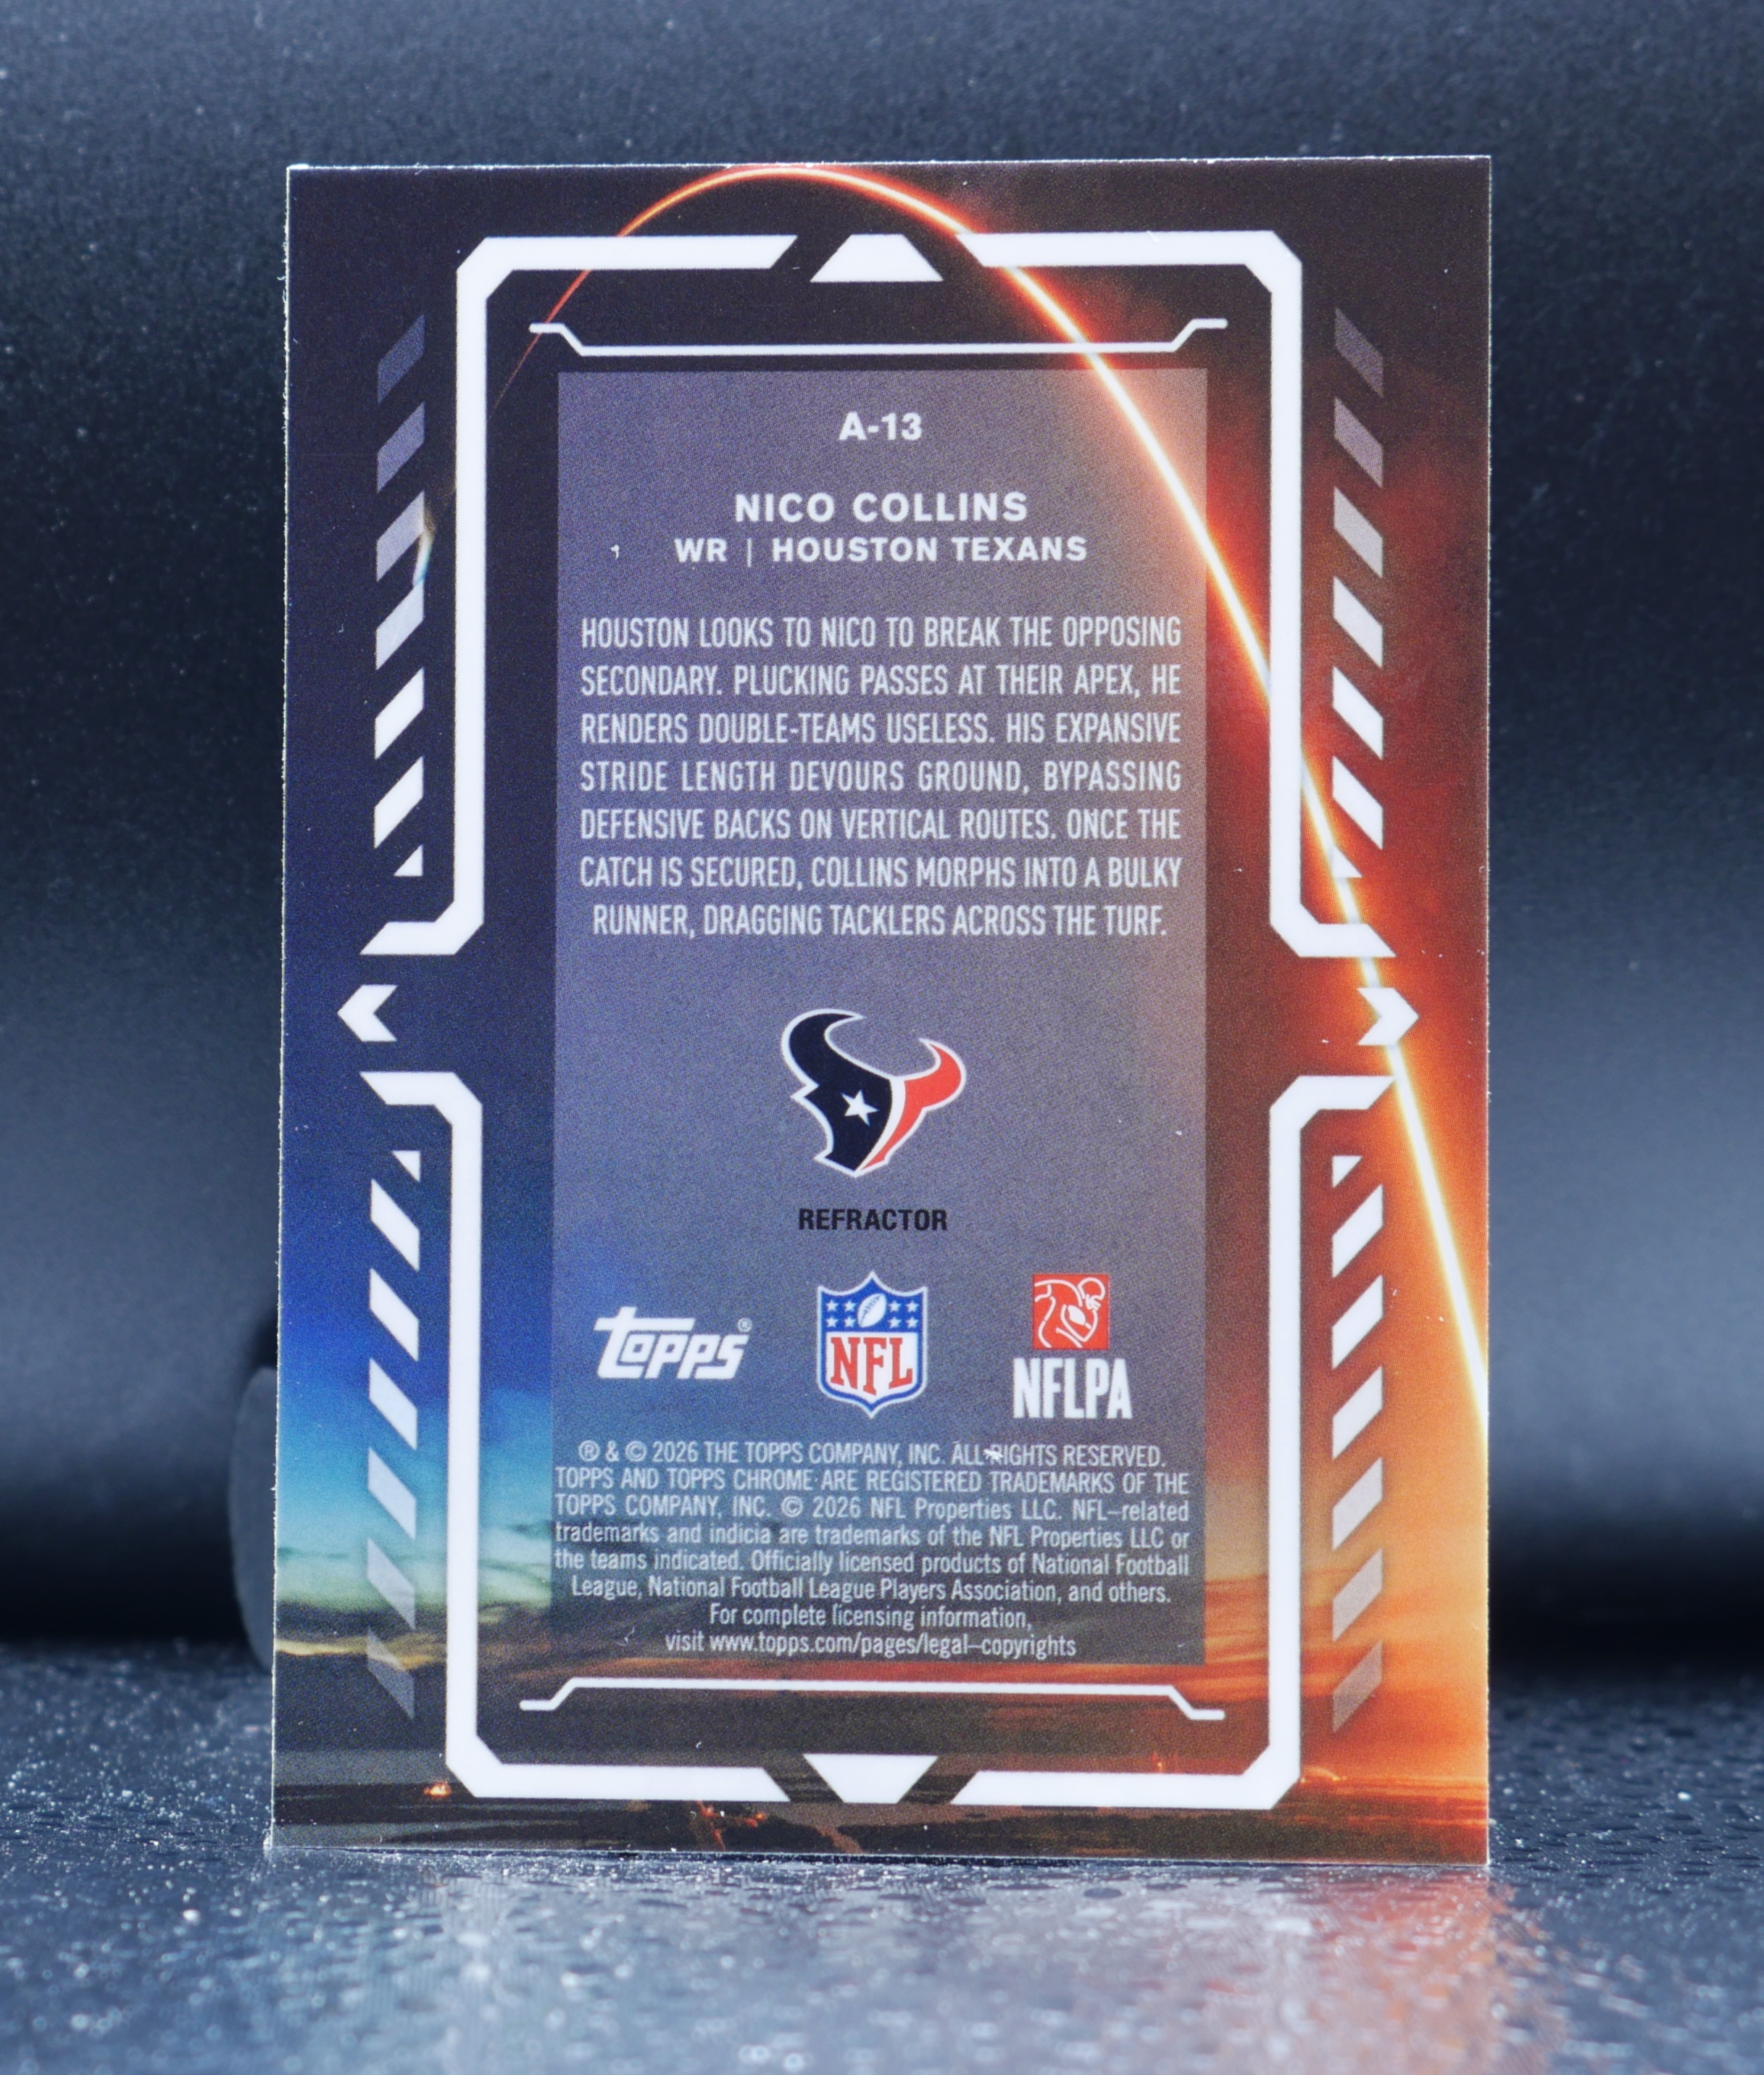 A-13
NICO COLLINS
WR | HOUSTON TEXANS
HOUSTON LOOKS TO NICO TO BREAK THE OPPOSING
SECONDARY. PLUCKING PASSES AT THEIR APEX, HE
RENDERS DOUBLE-TEAMS USELESS. HIS EXPANSIVE
STRIDE LENGTH DEVOURS GROUND, BYPASSING
DEFENSIVE BACKS ON VERTICAL ROUTES. ONCE THE
CATCH IS SECURED, COLLINS MORPHS INTO A BULKY
RUNNER, DRAGGING TACKLERS ACROSS THE TURF.
REFRACTOR
topps®
NFL
NFLPA
® & © 2026 THE TOPPS COMPANY, INC. ALL RIGHTS RESERVED.
TOPPS AND TOPPS CHROME ARE REGISTERED TRADEMARKS OF THE
TOPPS COMPANY, INC. © 2026 NFL Properties LLC. NFL-related
trademarks and indicia are trademarks of the NFL Properties LLC or
the teams indicated. Officially licensed products of National Football
League, National Football League Players Association, and others.
For complete licensing information,
visit www.topps.com/pages/legal-copyrights